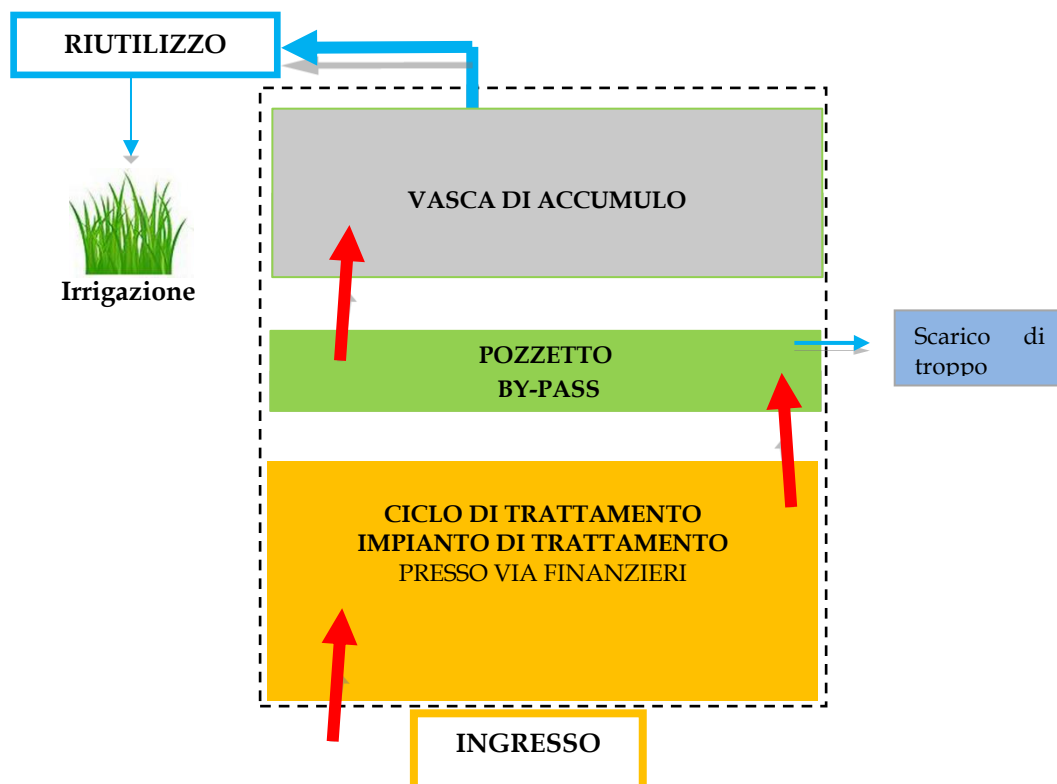 RIUTILIZZO
VASCA DI ACCUMULO
Irrigazione
POZZETTO
BY-PASS
Scarico di
troppo
CICLO DI TRATTAMENTO
IMPIANTO DI TRATTAMENTO
PRESSO VIA FINANZIERI
INGRESSO